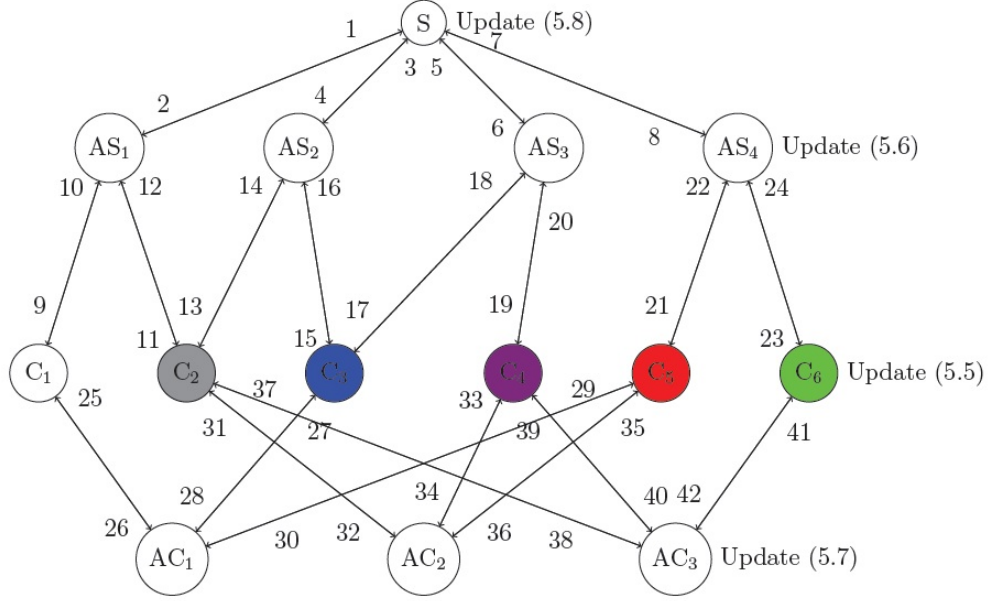 S Update (5.8)
1 7
3 5
2 4 6 8
AS1 AS2 AS3 AS4 Update (5.6)
10 12 14 16 18 22 24
20
9 13 17 19 21
11 15 23
C1 C2 C3 C4 C5 C6 Update (5.5)
25 37 33 29
31 27 39 35 41
28 34 40 42
26 30 32 36 38
AC1 AC2 AC3 Update (5.7)